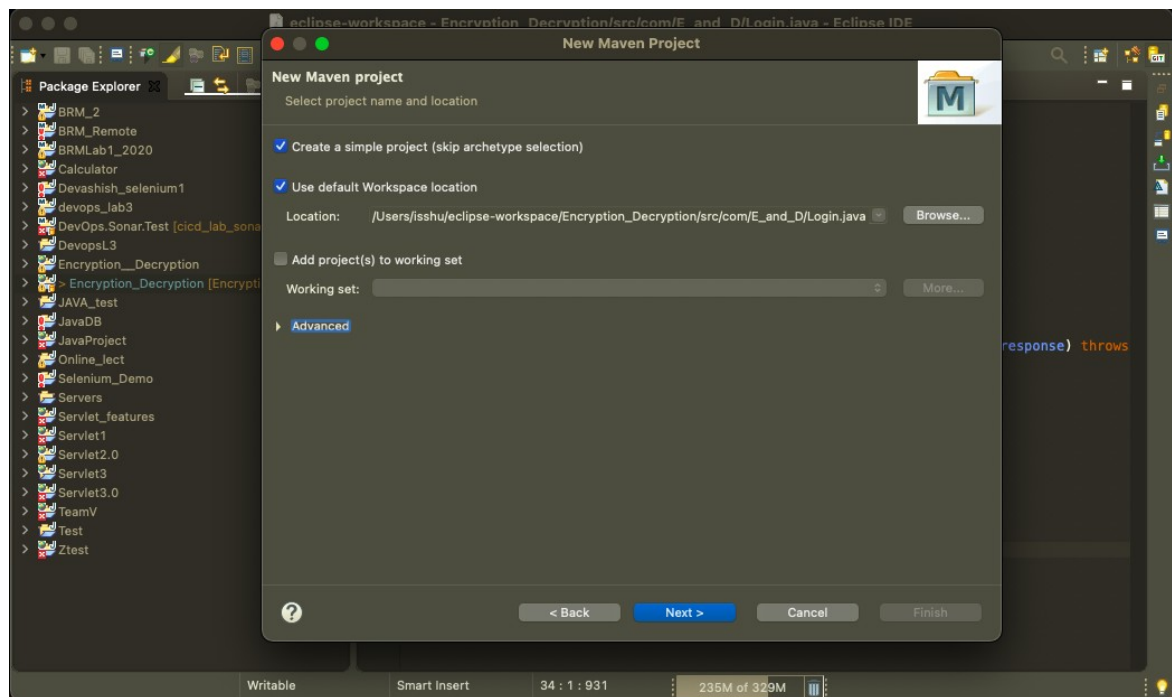 eclipse-workspace - Encryption_Decryption/src/com/E_and_D/Login.java - Eclipse IDE
New Maven Project
Package Explorer
New Maven project
Select project name and location
M
GIT
BRM_2
BRM_Remote
BRMLab1_2020
Calculator
Devashish_selenium1
devops_lab3
DevOps.Sonar.Test [cicd_lab_sona
DevopsL3
Encryption__Decryption
> Encryption_Decryption [Encrypti
JAVA_test
JavaDB
JavaProject
Online_lect
Selenium_Demo
Servers
Servlet_features
Servlet1
Servlet2.0
Servlet3
Servlet3.0
TeamV
Test
Ztest
Create a simple project (skip archetype selection)
Use default Workspace location
Location: /Users/isshu/eclipse-workspace/Encryption_Decryption/src/com/E_and_D/Login.java Browse...
Add project(s) to working set
Working set: More...
Advanced
response) throws
? < Back Next > Cancel Finish
Writable Smart Insert 34 : 1 : 931 235M of 329M